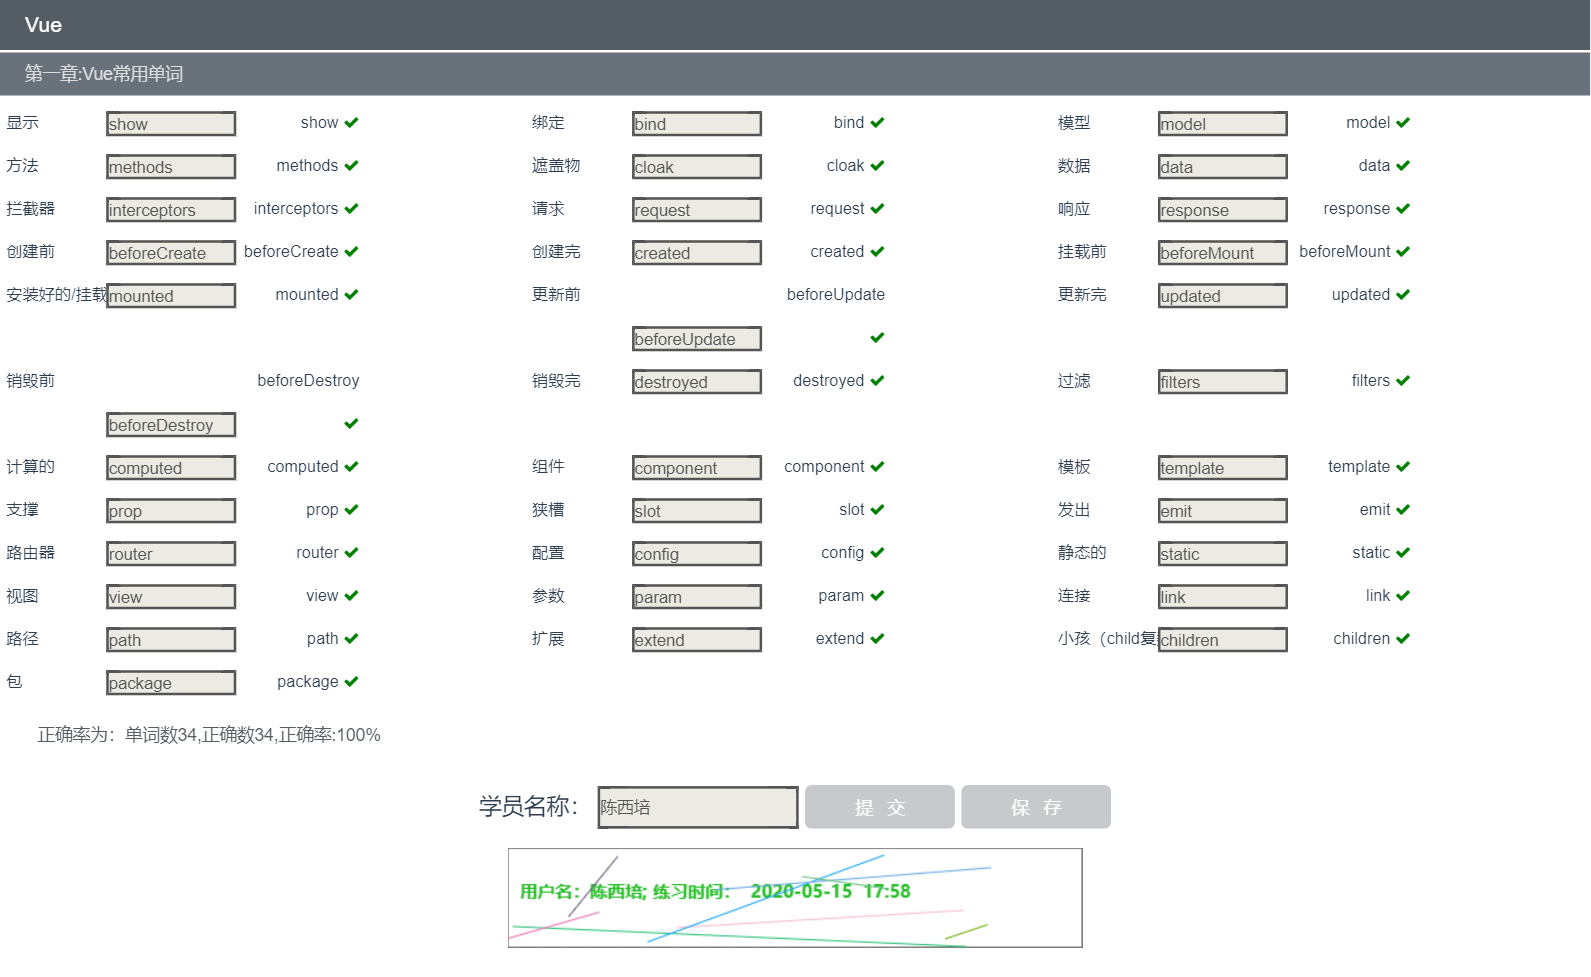 Vue
第一章:Vue常用单词
显示 show show 绑定 bind bind 模型 model model
方法 methods methods 遮盖物 cloak cloak 数据 data data
拦截器 interceptors interceptors 请求 request request 响应 response response
创建前 beforeCreate beforeCreate 创建完 created created 挂载前 beforeMount beforeMount
安装好的/挂载 mounted mounted 更新前 beforeUpdate 更新完 updated updated
beforeUpdate
销毁前 beforeDestroy 销毁完 destroyed destroyed 过滤 filters filters
beforeDestroy
计算的 computed computed 组件 component component 模板 template template
支撑 prop prop 狭槽 slot slot 发出 emit emit
路由器 router router 配置 config config 静态的 static static
视图 view view 参数 param param 连接 link link
路径 path path 扩展 extend extend 小孩（child复 children children
包 package package
正确率为：单词数34,正确数34,正确率:100%
学员名称： 陈西培 提 交 保 存
用户名：陈西培; 练习时间： 2020-05-15 17:58